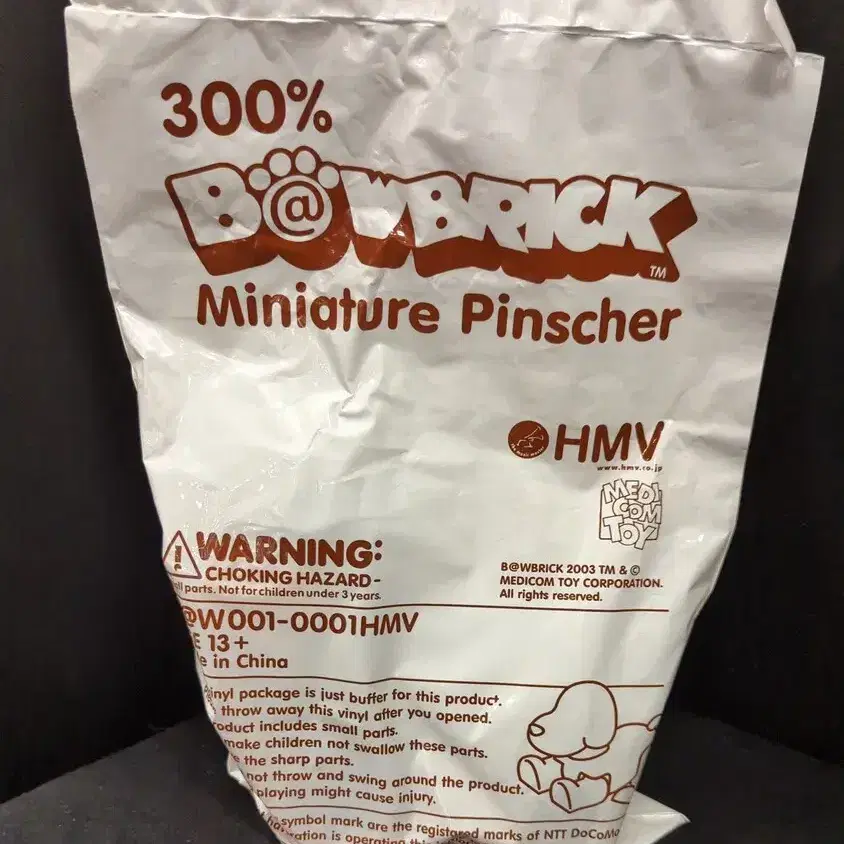 300%
B@WBRICK
TM
Miniature Pinscher
HMV
www.hmv.co.jp
MEDI
COM
TOY
WARNING:
CHOKING HAZARD-
parts. Not for children under 3 years.
B@WBRICK 2003 TM & ©
MEDICOM TOY CORPORATION.
All rights reserved.
@W001-0001HMV
E 13+
in China
inyl package is just buffer for this product.
throw away this vinyl after you opened.
oduct includes small parts.
make children not swallow these parts.
the sharp parts.
not throw and swing around the product.
playing might cause injury.
symbol mark are the registered marks of NTT DoCoMo
ration is operating